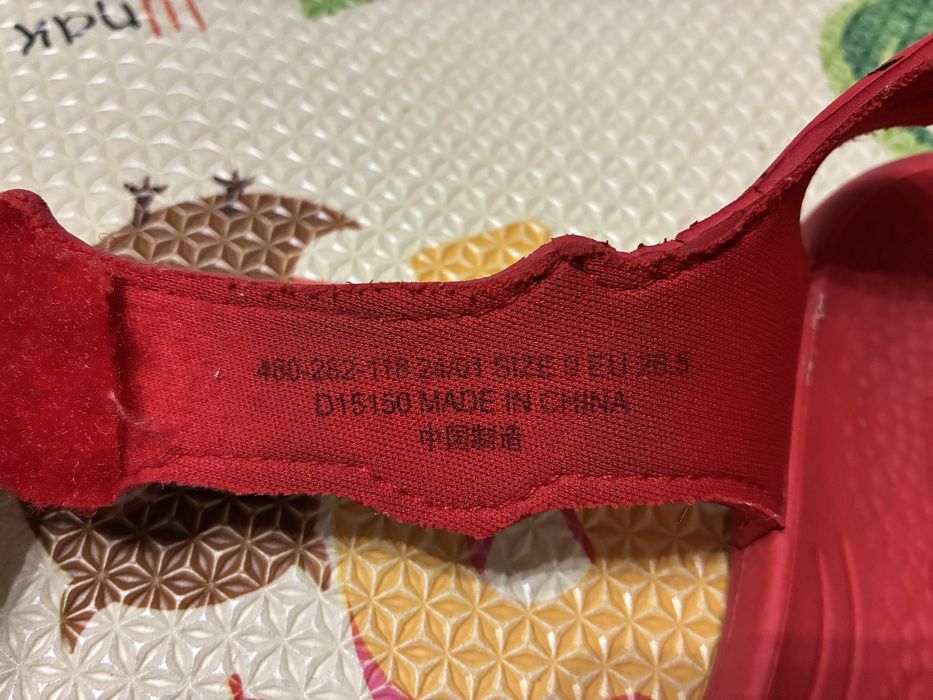 480-282-118 24/01 SIZE 9 EU 26.5
D15150 MADE IN CHINA
中国制造